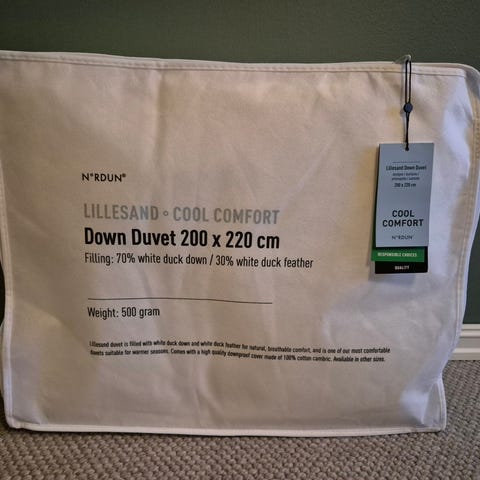 N°RDUN®
LILLESAND ∘ COOL COMFORT
Down Duvet 200 x 220 cm
Filling: 70% white duck down / 30% white duck feather
Weight: 500 gram
Lillesand duvet is filled with white duck down and white duck feather for natural, breathable comfort, and is one of our most comfortable
duvets suitable for warmer seasons. Comes with a high quality downproof cover made of 100% cotton cambric. Available in other sizes.
Lillesand Down Duvet
200 x 220 cm
COOL
COMFORT
N°RDUN®
RESPONSIBLE CHOICES
QUALITY